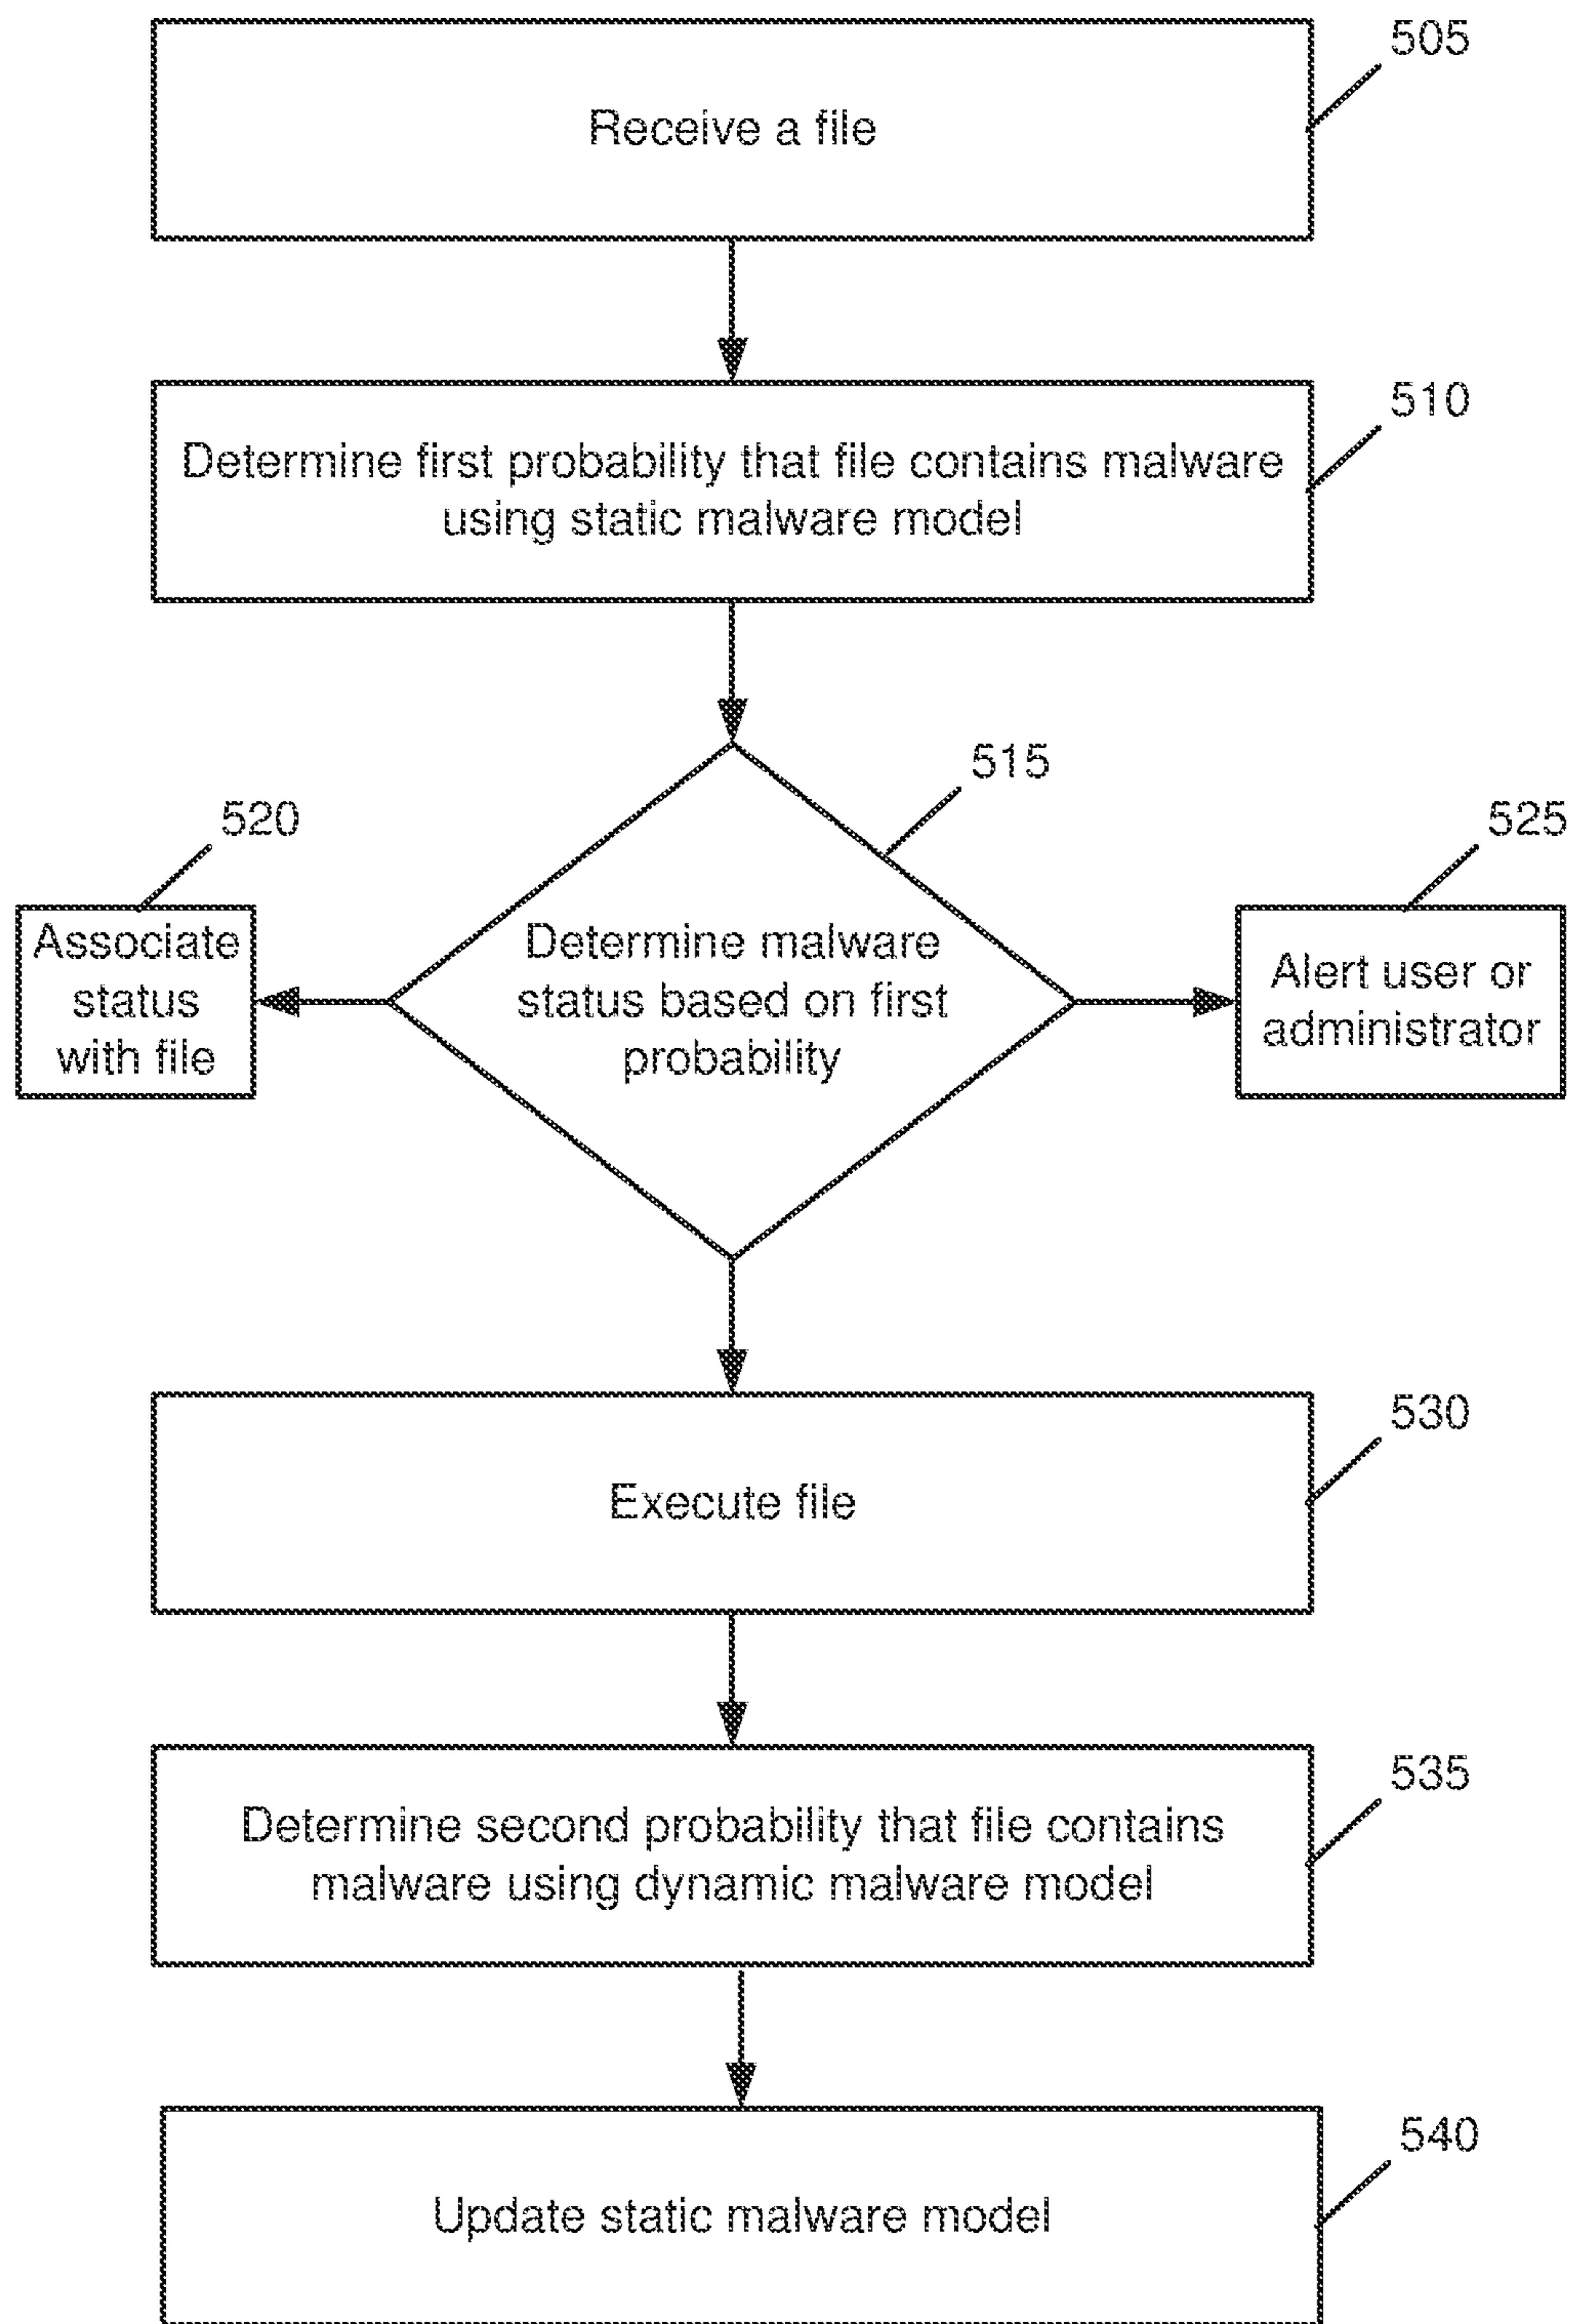 505
Receive a file
510
Determine first probability that file contains malware
using static malware model
515
520
525
Associate
status
with file
Determine malware
status based on first
probability
Alert user or
administrator
530
Execute file
535
Determine second probability that file contains
malware using dynamic malware model
540
Update static malware model